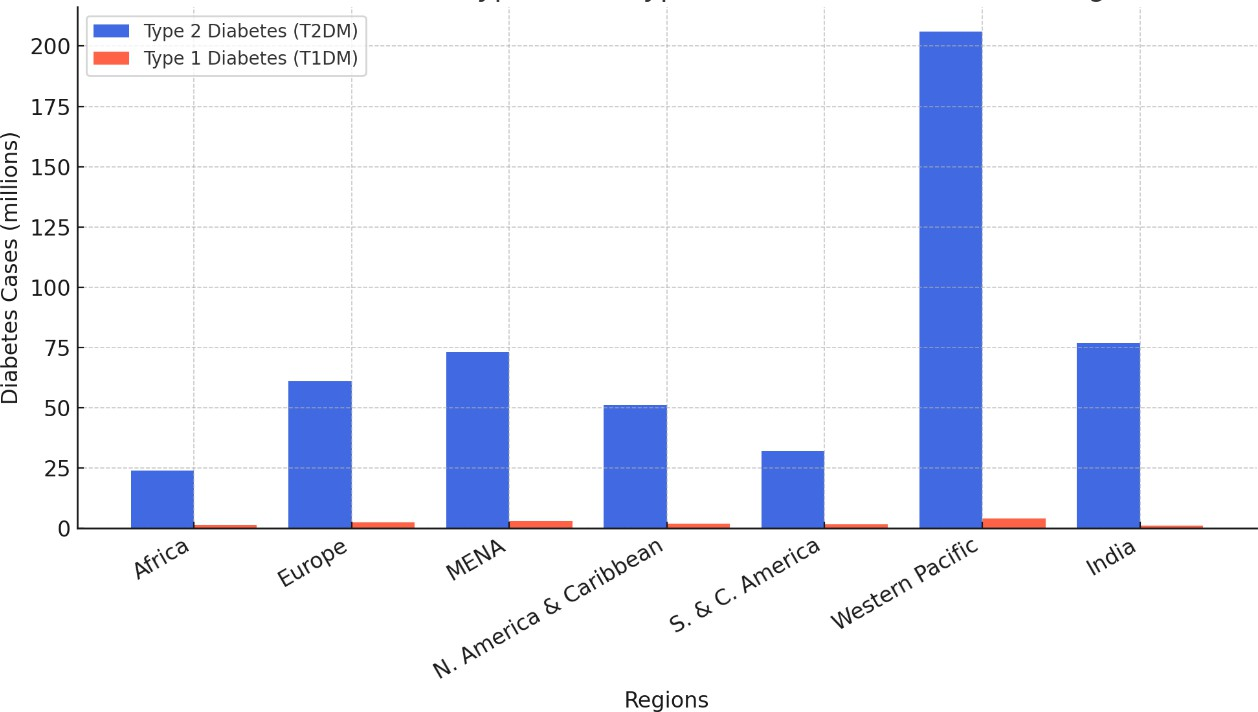 Type 2 Diabetes (T2DM)
Type 1 Diabetes (T1DM)
Diabetes Cases (millions)
200
175
150
125
100
75
50
25
0
Africa
Europe
MENA
N. America & Caribbean
S. & C. America
Western Pacific
India
Regions